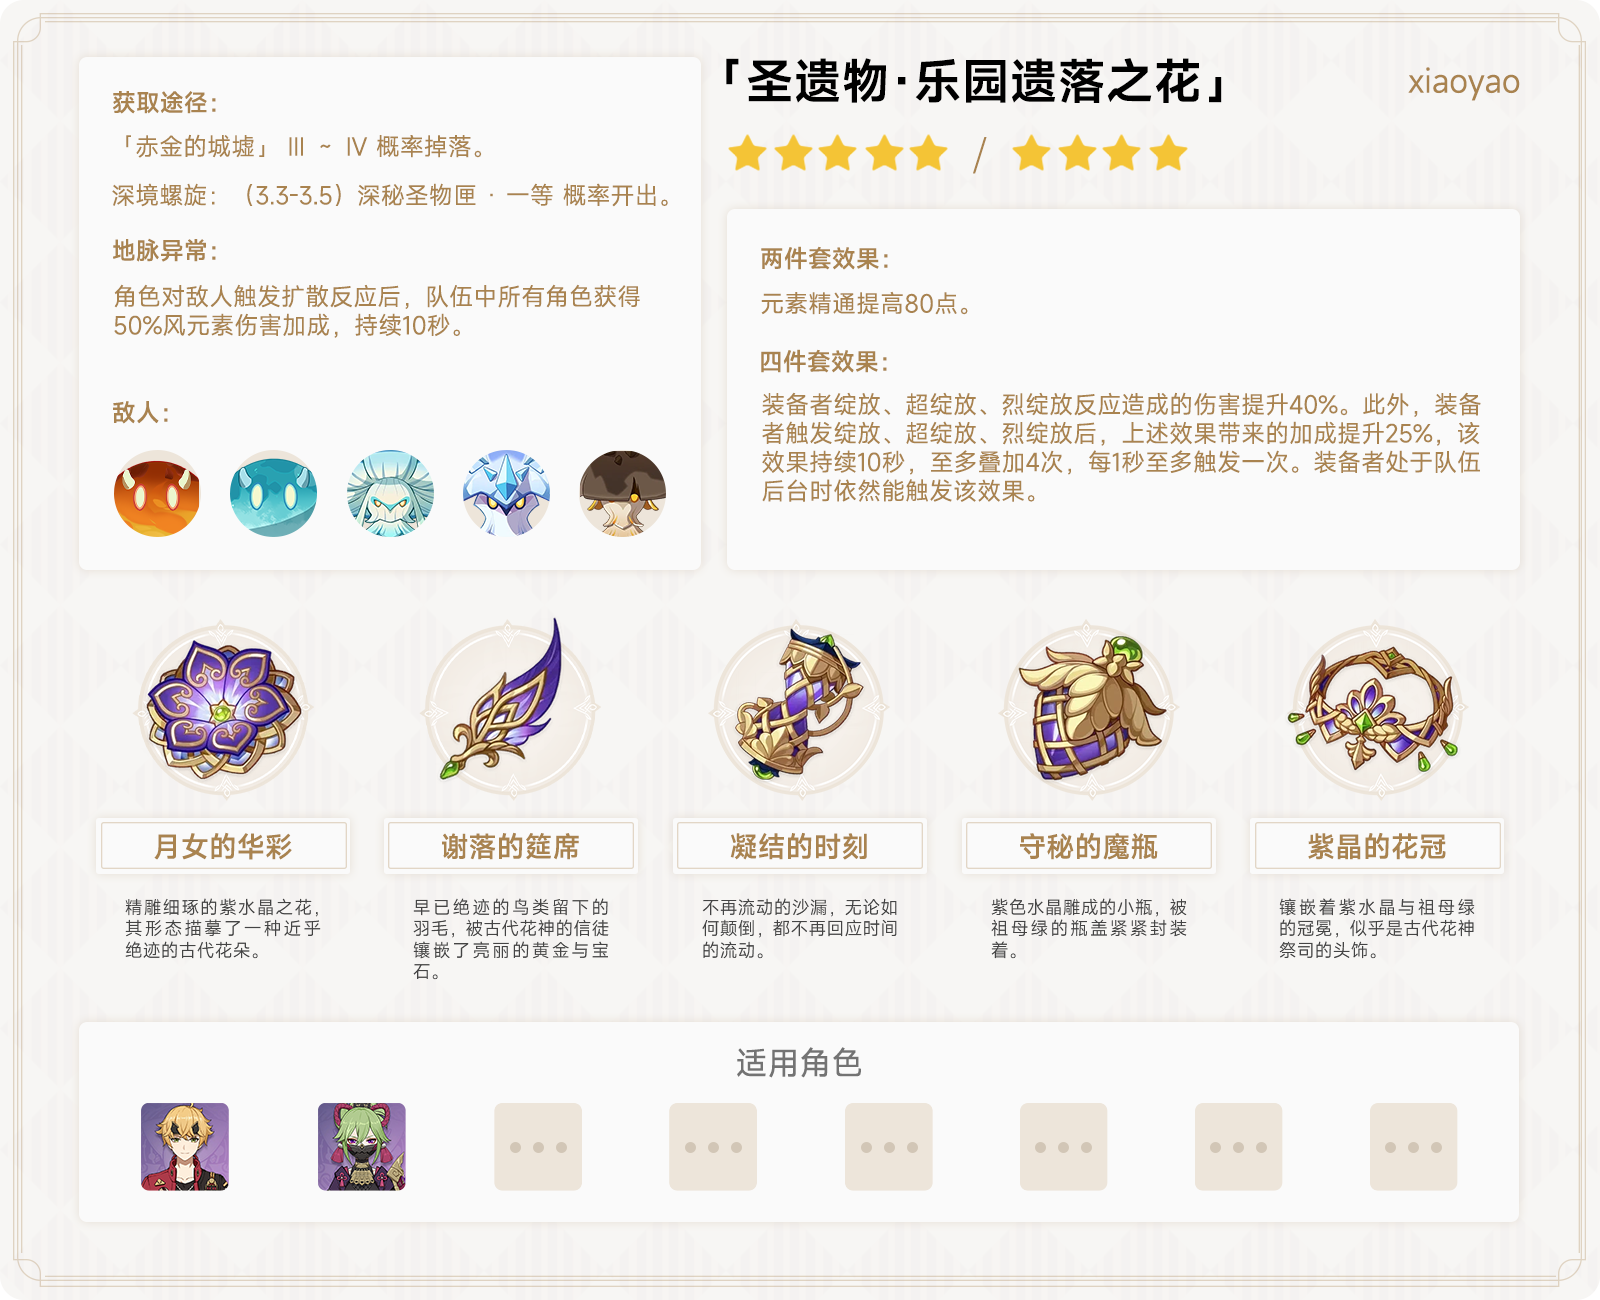 获取途径：
「赤金的城墟」 III ~ IV 概率掉落。
深境螺旋：（3.3-3.5）深秘圣物匣 · 一等 概率开出。
地脉异常：
角色对敌人触发扩散反应后，队伍中所有角色获得
50%风元素伤害加成，持续10秒。
敌人：
「圣遗物·乐园遗落之花」
xiaoyao
/
两件套效果：
元素精通提高80点。
四件套效果：
装备者绽放、超绽放、烈绽放反应造成的伤害提升40%。此外，装备
者触发绽放、超绽放、烈绽放后，上述效果带来的加成提升25%，该
效果持续10秒，至多叠加4次，每1秒至多触发一次。装备者处于队伍
后台时依然能触发该效果。
月女的华彩
精雕细琢的紫水晶之花，
其形态描摹了一种近乎
绝迹的古代花朵。
谢落的筵席
早已绝迹的鸟类留下的
羽毛，被古代花神的信徒
镶嵌了亮丽的黄金与宝
石。
凝结的时刻
不再流动的沙漏，无论如
何颠倒，都不再回应时间
的流动。
守秘的魔瓶
紫色水晶雕成的小瓶，被
祖母绿的瓶盖紧紧封装
着。
紫晶的花冠
镶嵌着紫水晶与祖母绿
的冠冕，似乎是古代花神
祭司的头饰。
适用角色